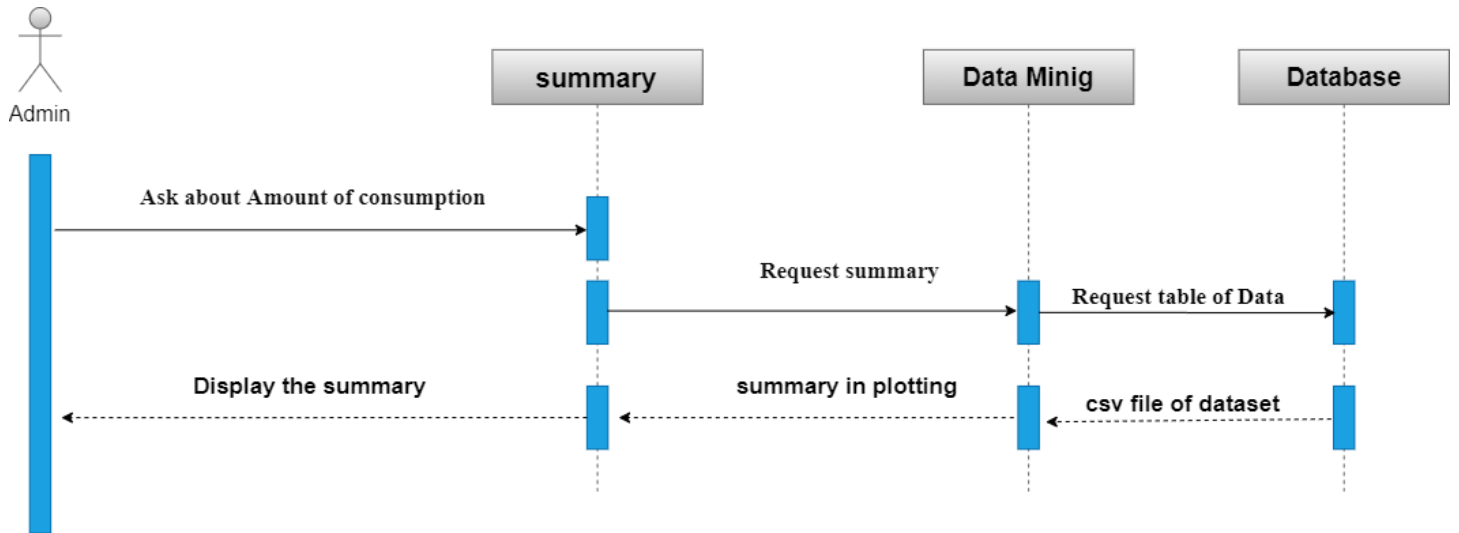 Admin
summary
Data Minig
Database
Ask about Amount of consumption
Request summary
Request table of Data
Display the summary
summary in plotting
csv file of dataset